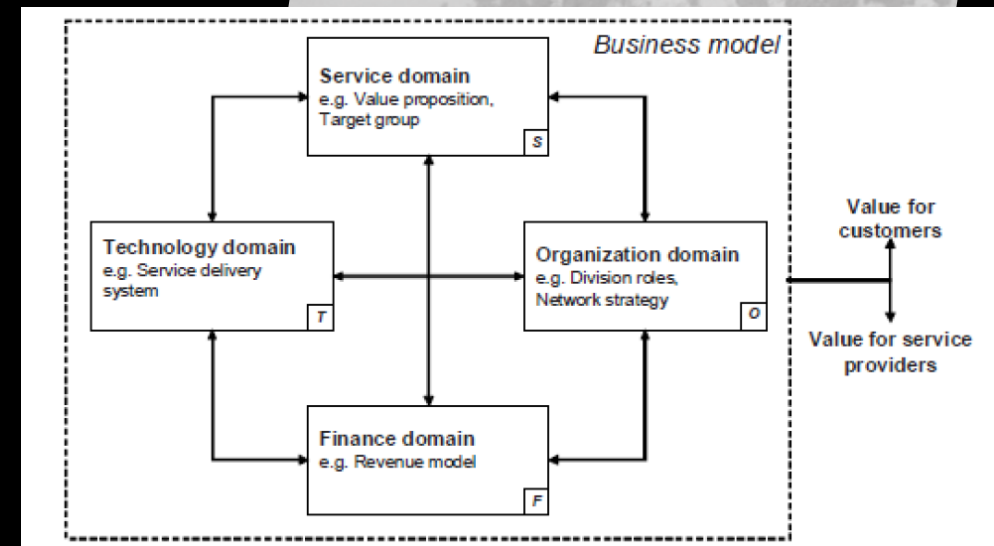 Business model
Service domain
e.g. Value proposition,
Target group
S
Technology domain
e.g. Service delivery
system
T
Organization domain
e.g. Division roles,
Network strategy
O
Value for
customers
Value for service
providers
Finance domain
e.g. Revenue model
F